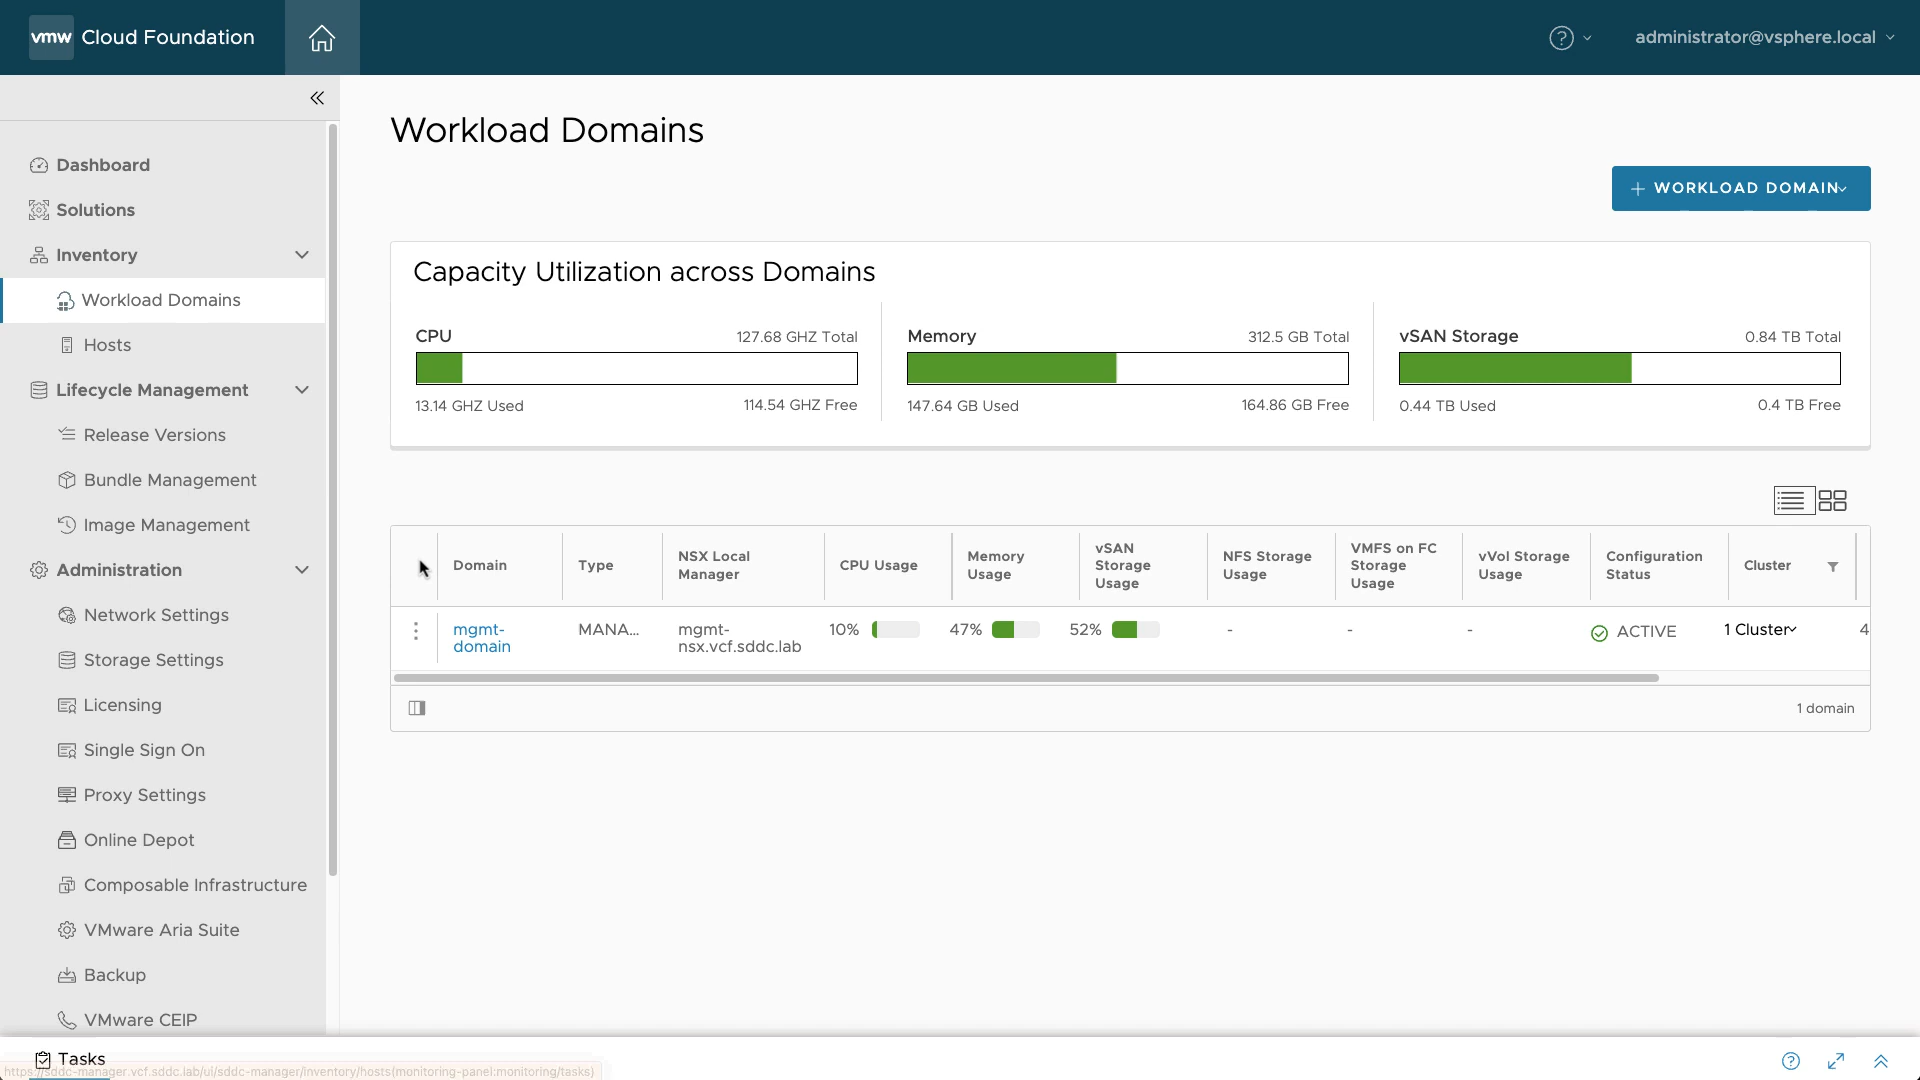 vmw Cloud Foundation
administrator@vsphere.local
Dashboard
Solutions
Inventory
Workload Domains
Hosts
Lifecycle Management
Release Versions
Bundle Management
Image Management
Administration
Network Settings
Storage Settings
Licensing
Single Sign On
Proxy Settings
Online Depot
Composable Infrastructure
VMware Aria Suite
Backup
VMware CEIP
Workload Domains
+ WORKLOAD DOMAIN
Capacity Utilization across Domains
CPU 127.68 GHZ Total
13.14 GHZ Used 114.54 GHZ Free
Memory 312.5 GB Total
147.64 GB Used 164.86 GB Free
vSAN Storage 0.84 TB Total
0.44 TB Used 0.4 TB Free
Domain
Type
NSX Local
Manager
CPU Usage
Memory
Usage
vSAN
Storage
Usage
NFS Storage
Usage
VMFS on FC
Storage
Usage
vVol Storage
Usage
Configuration
Status
Cluster
mgmt-
domain
MANA...
mgmt-
nsx.vcf.sddc.lab
10%
47%
52%
-
-
-
ACTIVE
1 Cluster
4
1 domain
Tasks
https://sddc-manager.vcf.sddc.lab/ui/sddc-manager/inventory/hosts(monitoring-panel:monitoring/tasks)